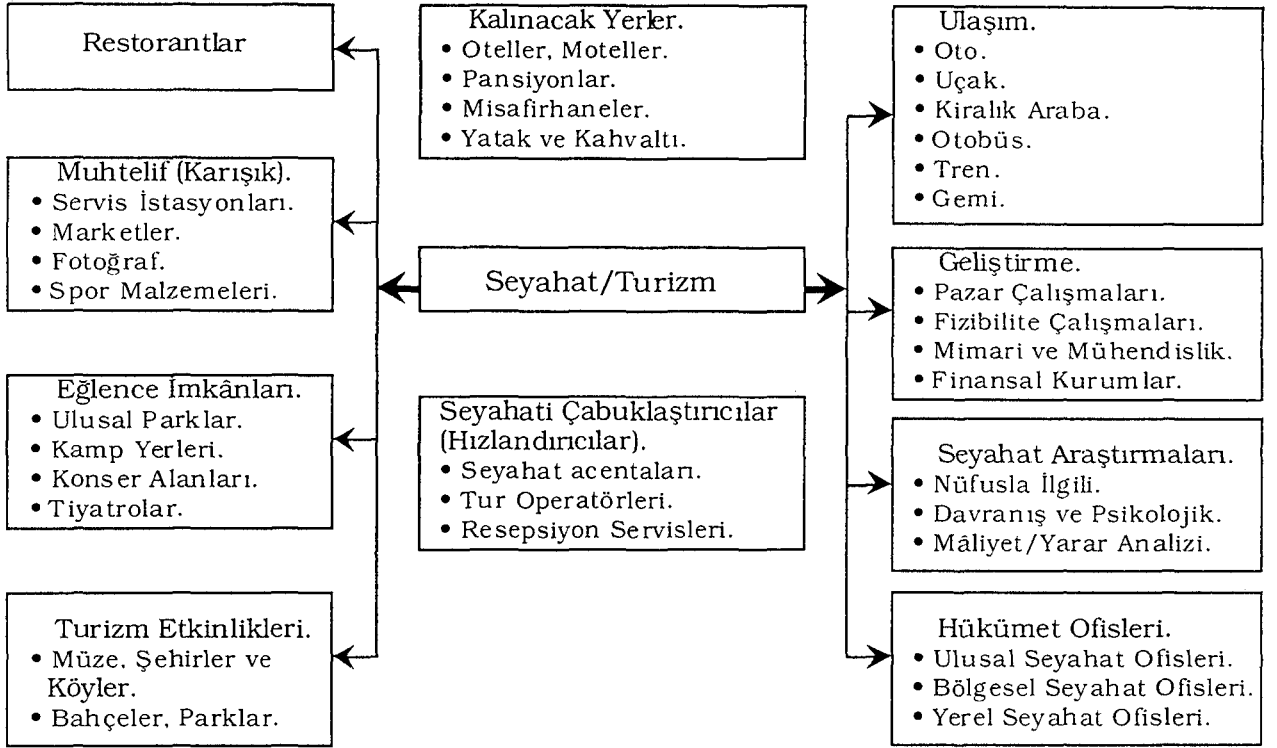 Restorantlar
Muhtelif (Karışık).
• Servis İstasyonları.
• Marketler.
• Fotoğraf.
• Spor Malzemeleri.
Eğlence İmkânları.
• Ulusal Parklar.
• Kamp Yerleri.
• Konser Alanları.
• Tiyatrolar.
Turizm Etkinlikleri.
• Müze, Şehirler ve
Köyler.
• Bahçeler, Parklar.
Kalınacak Yerler.
• Oteller, Moteller.
• Pansiyonlar.
• Misafirhaneler.
• Yatak ve Kahvaltı.
Seyahat/Turizm
Seyahati Çabuklaştırıcılar
(Hızlandırıcılar).
• Seyahat acentaları.
• Tur Operatörleri.
• Resepsiyon Servisleri.
Ulaşım.
• Oto.
• Uçak.
• Kiralık Araba.
• Otobüs.
• Tren.
• Gemi.
Geliştirme.
• Pazar Çalışmaları.
• Fizibilite Çalışmaları.
• Mimari ve Mühendislik.
• Finansal Kurumlar.
Seyahat Araştırmaları.
• Nüfusla İlgili.
• Davranış ve Psikolojik.
• Mâliyet/Yarar Analizi.
Hükümet Ofisleri.
• Ulusal Seyahat Ofisleri.
• Bölgesel Seyahat Ofisleri.
• Yerel Seyahat Ofisleri.